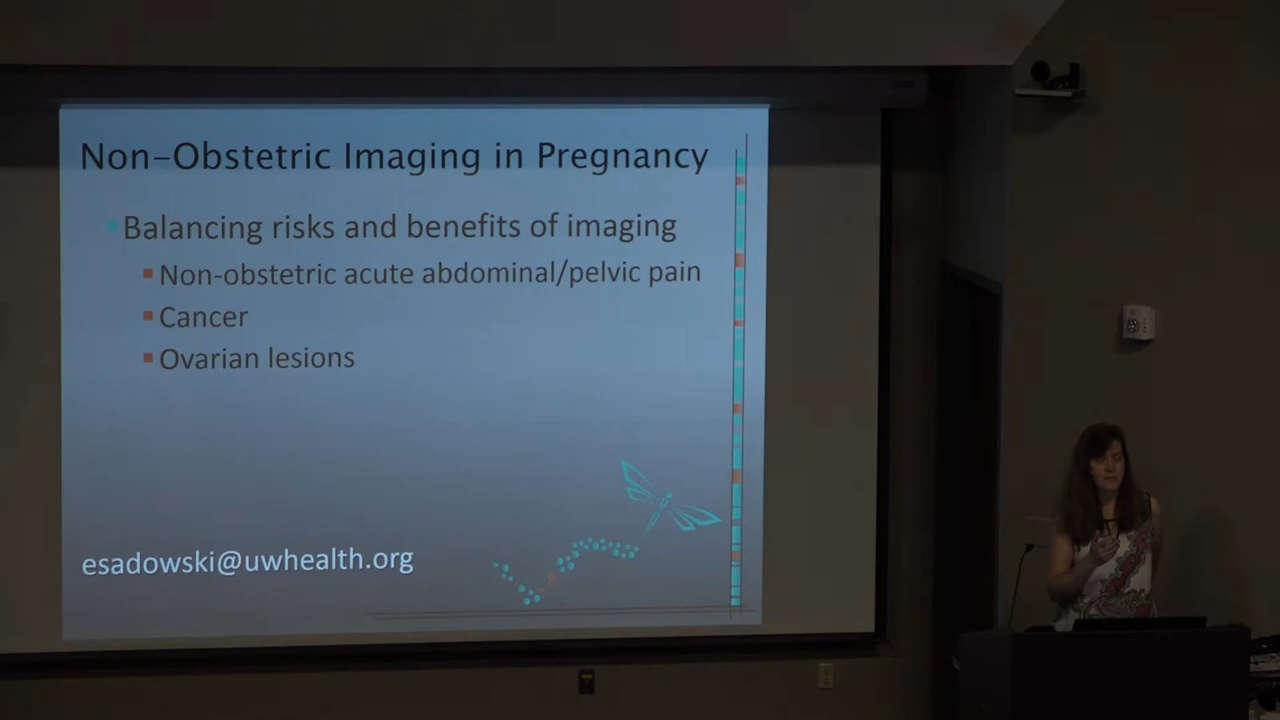 Non-Obstetric Imaging in Pregnancy
Balancing risks and benefits of imaging
Non-obstetric acute abdominal/pelvic pain
Cancer
Ovarian lesions
esadowski@uwhealth.org